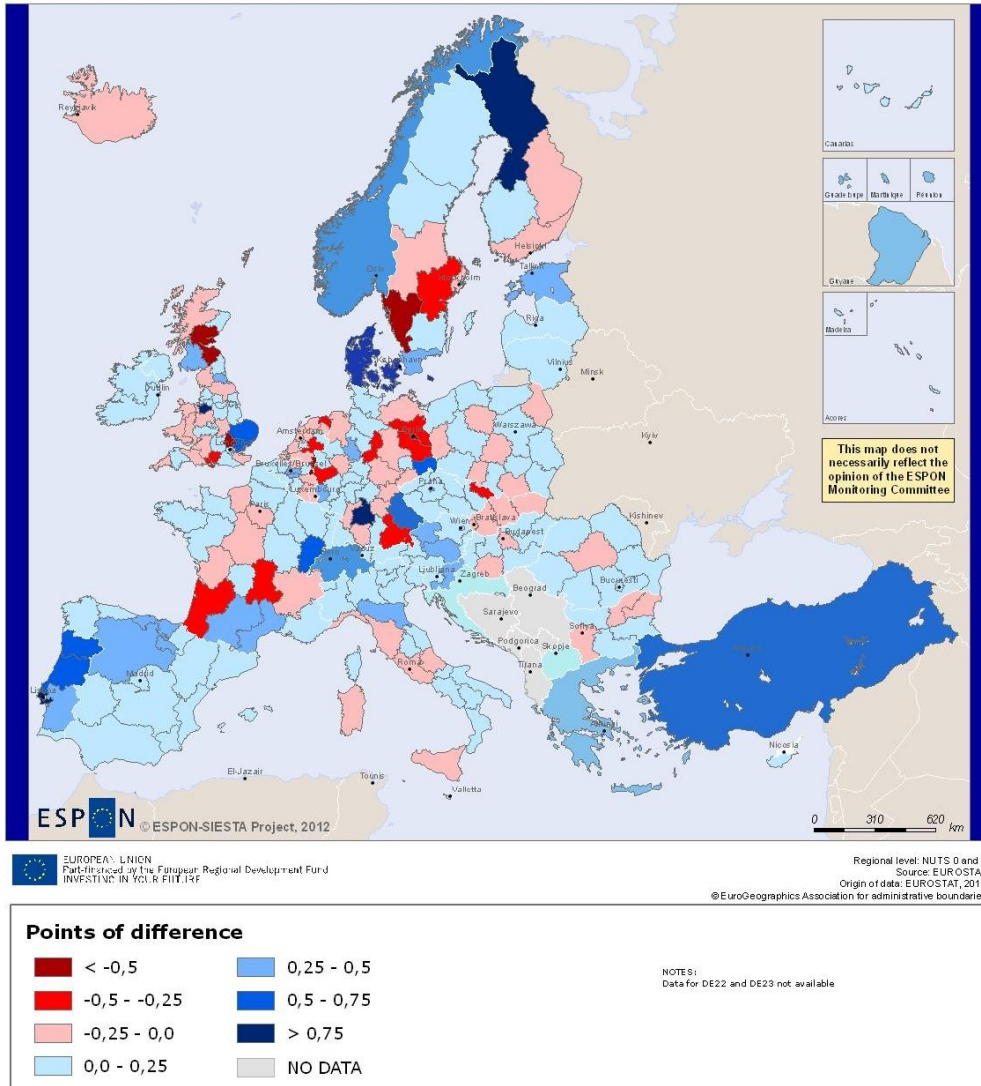 Reykjavik
Canarias
Guadeloupe
Martinique
Réunion
Guyane
Madeira
Acores
This map does not
necessarily reflect the
opinion of the ESPON
Monitoring Committee
Oslo
Helsinki
Tallinn
Stockholm
Riga
København
Vilnius
Minsk
Dublin
Amsterdam
Warszawa
Kyiv
Bruxelles/Brussel
Luxembourg
Praha
Paris
Wien
Bratislava
Kishinev
Budapest
Vaduz
Ljubljana
Zagreb
Beograd
Bucuresti
Sarajevo
Podgorica
Sofiya
Skopje
Tirana
Roma
Madrid
Lisboa
Nicosia
El-Jazair
Tounis
Valletta
ESPON © ESPON-SIESTA Project, 2012
0 310 620
km
EUROPEAN UNION
Part-financed by the European Regional Development Fund
INVESTING IN YOUR FUTURE
Regional level: NUTS 0 and
Source: EUROSTA
Origin of data: EUROSTAT, 201
© EuroGeographics Association for administrative boundarie
Points of difference
< -0,5
-0,5 - -0,25
-0,25 - 0,0
0,0 - 0,25
0,25 - 0,5
0,5 - 0,75
> 0,75
NO DATA
NOTES:
Data for DE22 and DE23 not available